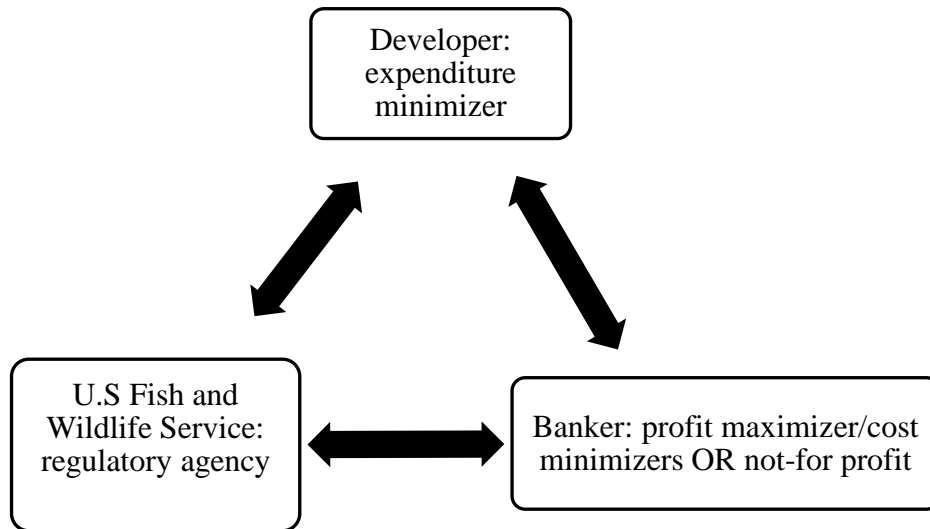 Developer:
expenditure
minimizer
U.S Fish and
Wildlife Service:
regulatory agency
Banker: profit maximizer/cost
minimizers OR not-for profit